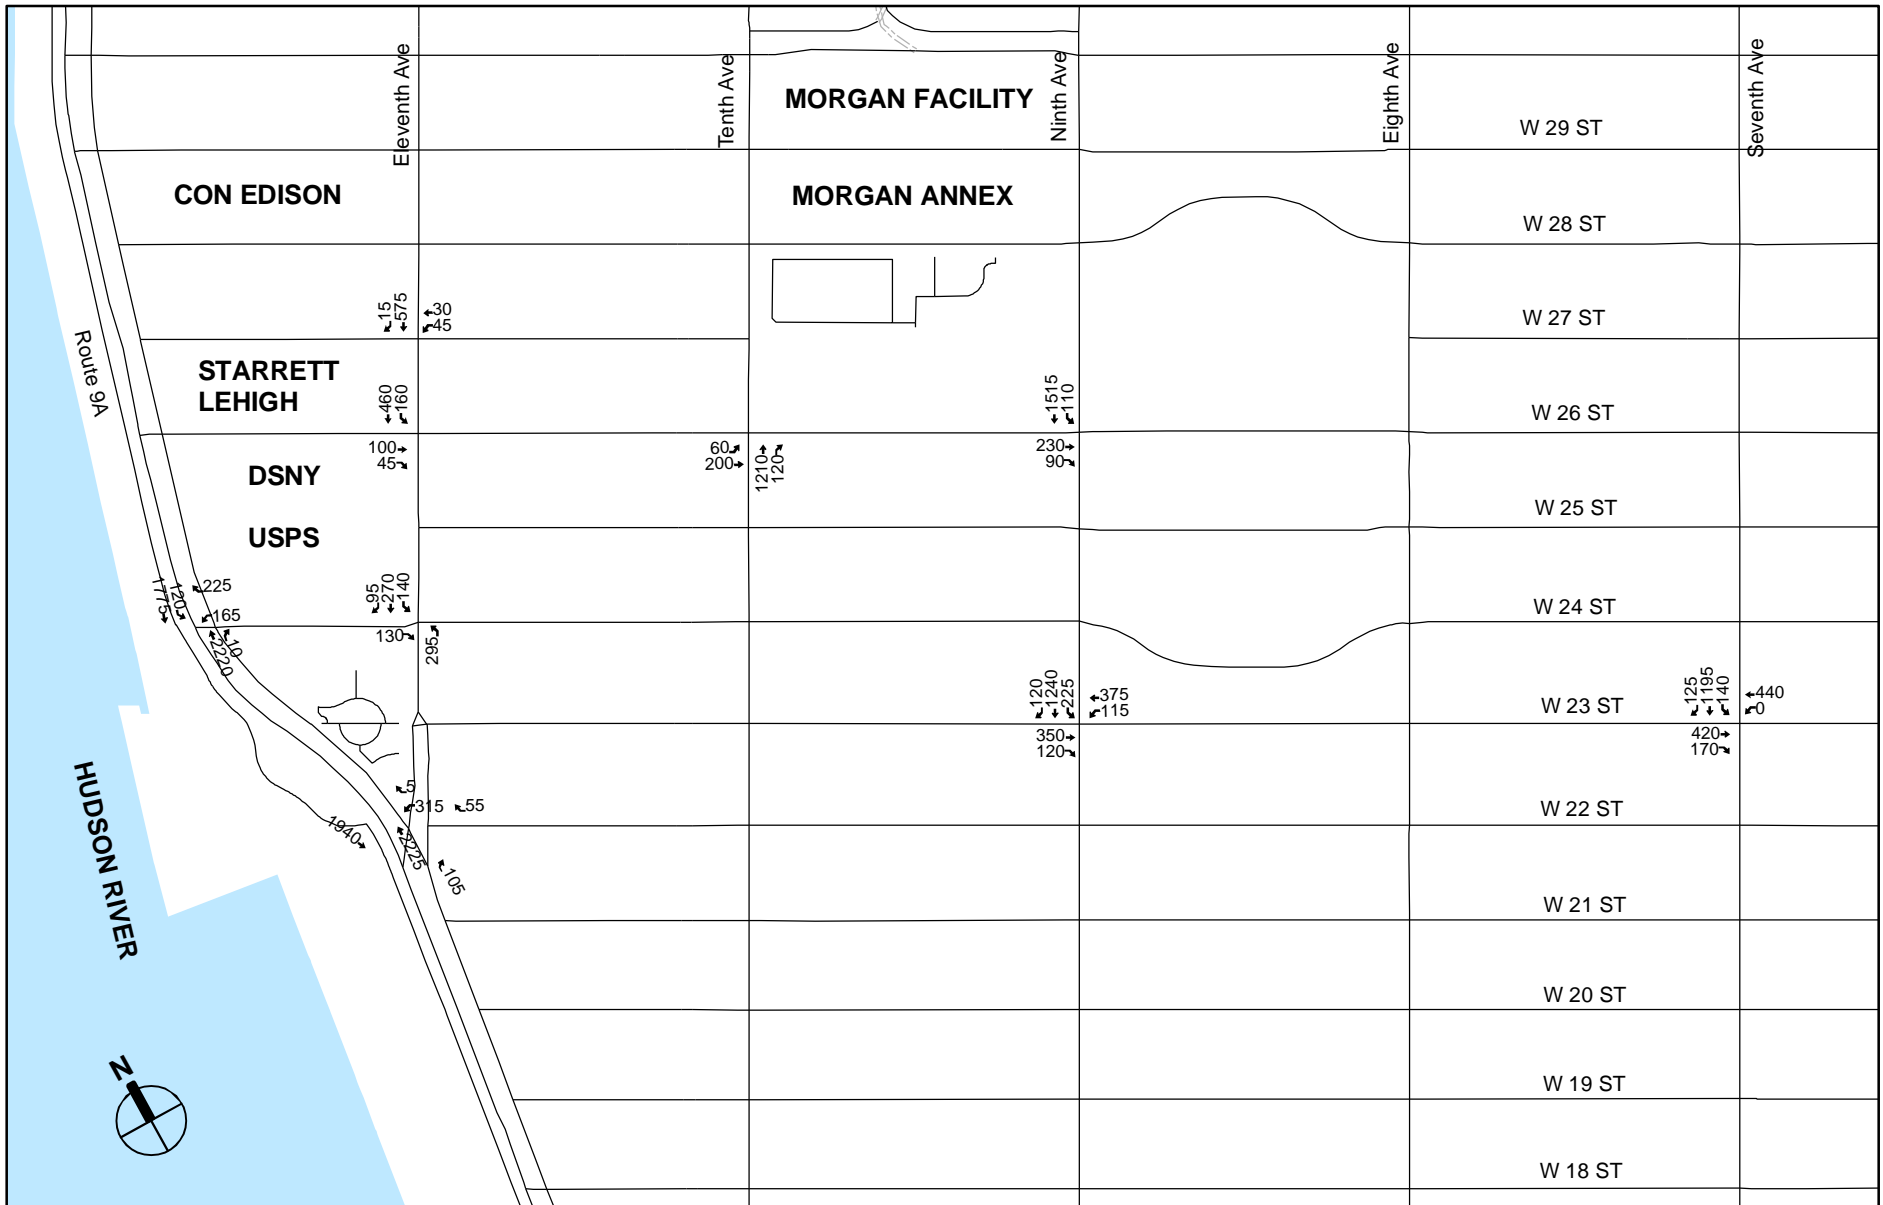 Eleventh Ave
Tenth Ave
Ninth Ave
Eighth Ave
Seventh Ave
MORGAN FACILITY
W 29 ST
CON EDISON
MORGAN ANNEX
W 28 ST
15
575
30
45
W 27 ST
Route 9A
STARRETT
LEHIGH
460
160
1515
110
W 26 ST
100
45
60
200
1210
120
230
90
DSNY
W 25 ST
USPS
1775
120
225
165
2220
10
95
270
140
130
295
W 24 ST
120
1240
225
375
115
350
120
W 23 ST
125
1195
140
440
0
420
170
HUDSON RIVER
5
315
55
1940
2225
105
W 22 ST
W 21 ST
W 20 ST
N
W 19 ST
W 18 ST